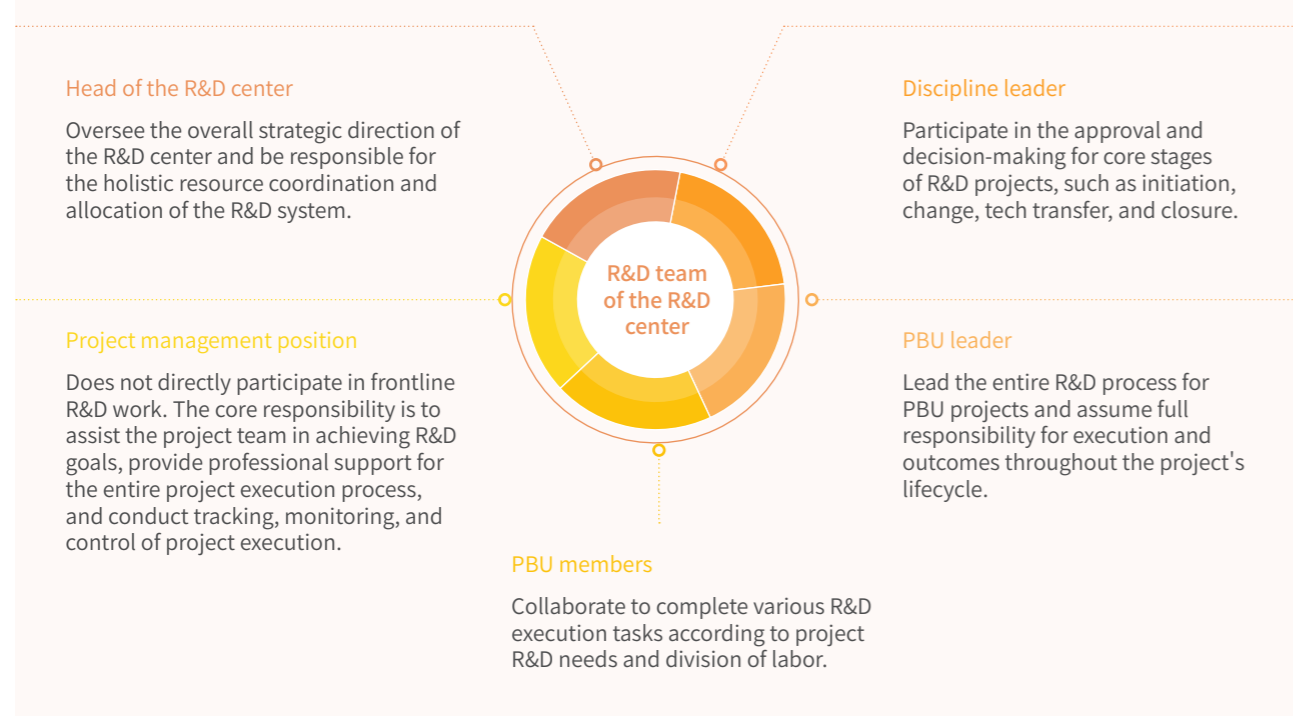 Head of the R&D center
Oversee the overall strategic direction of
the R&D center and be responsible for
the holistic resource coordination and
allocation of the R&D system.
Discipline leader
Participate in the approval and
decision-making for core stages
of R&D projects, such as initiation,
change, tech transfer, and closure.
R&D team
of the R&D
center
Project management position
Does not directly participate in frontline
R&D work. The core responsibility is to
assist the project team in achieving R&D
goals, provide professional support for
the entire project execution process,
and conduct tracking, monitoring, and
control of project execution.
PBU leader
Lead the entire R&D process for
PBU projects and assume full
responsibility for execution and
outcomes throughout the project's
lifecycle.
PBU members
Collaborate to complete various R&D
execution tasks according to project
R&D needs and division of labor.